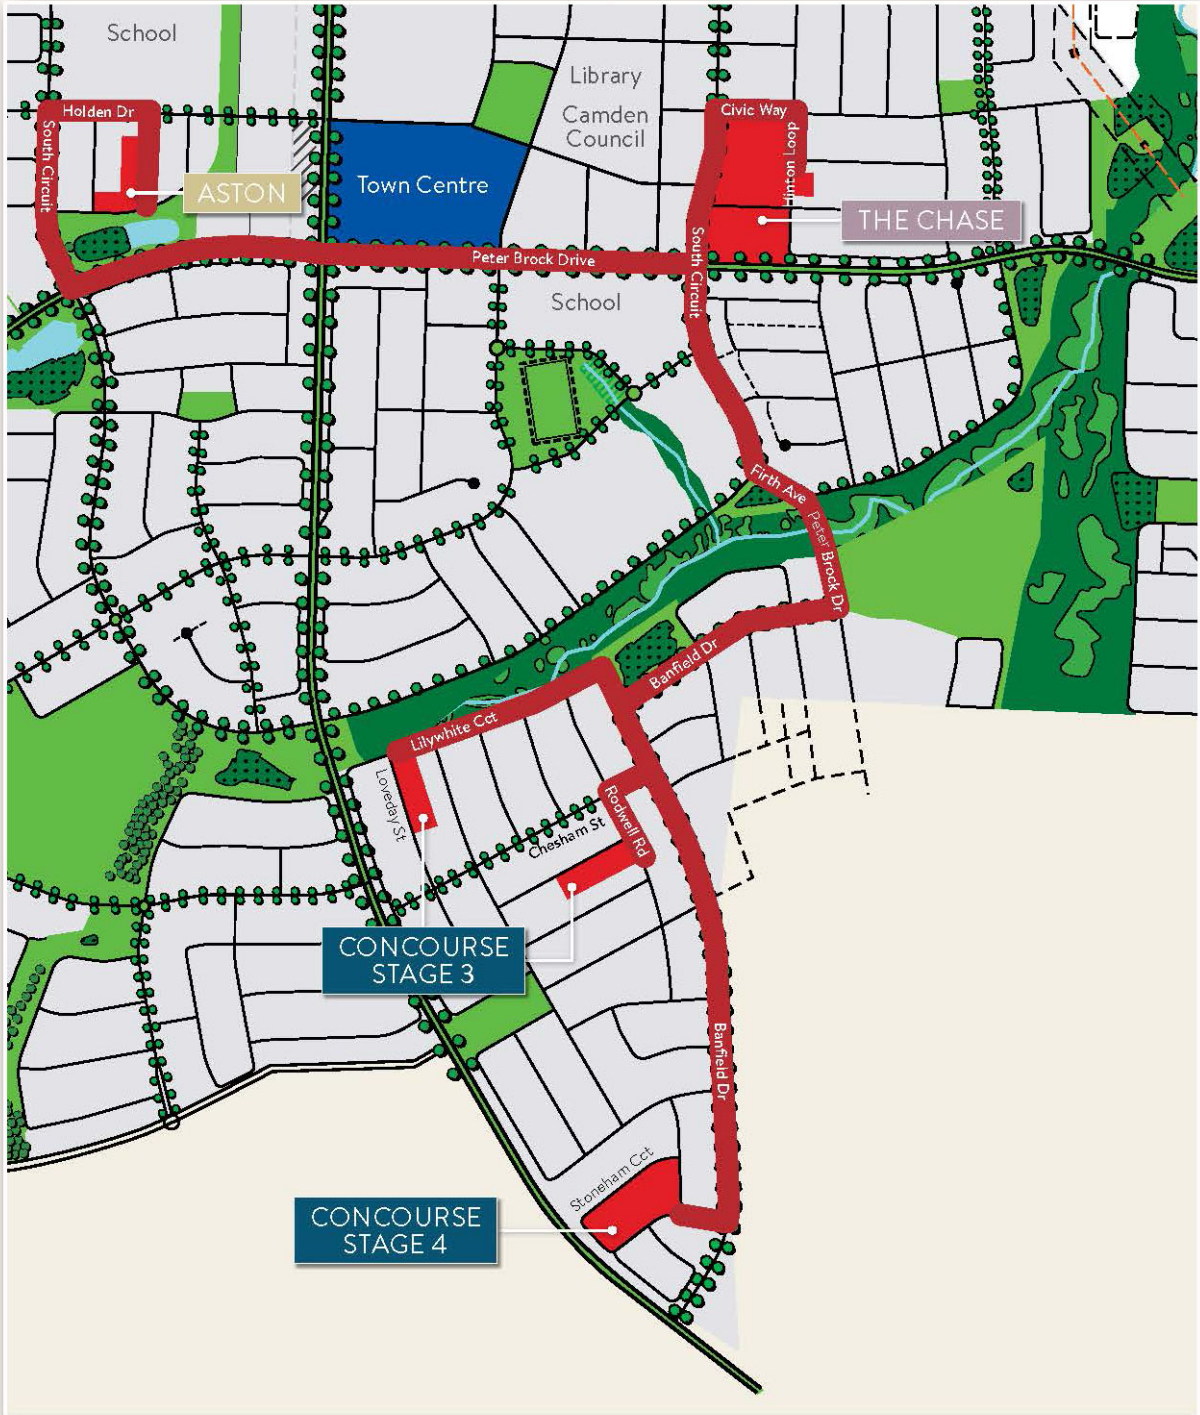 School
Library
Camden
Council
Holden Dr
Civic Way
South Circuit
Hinton Loop
ASTON
Town Centre
THE CHASE
Peter Brock Drive
South Circuit
School
Firth Ave
Peter Brock Dr
Banfield Dr
Lilywhite Cct
Loveday St
Rodwell Rd
Chesham St
CONCOURSE
STAGE 3
Banfield Dr
Stoneham Cct
CONCOURSE
STAGE 4